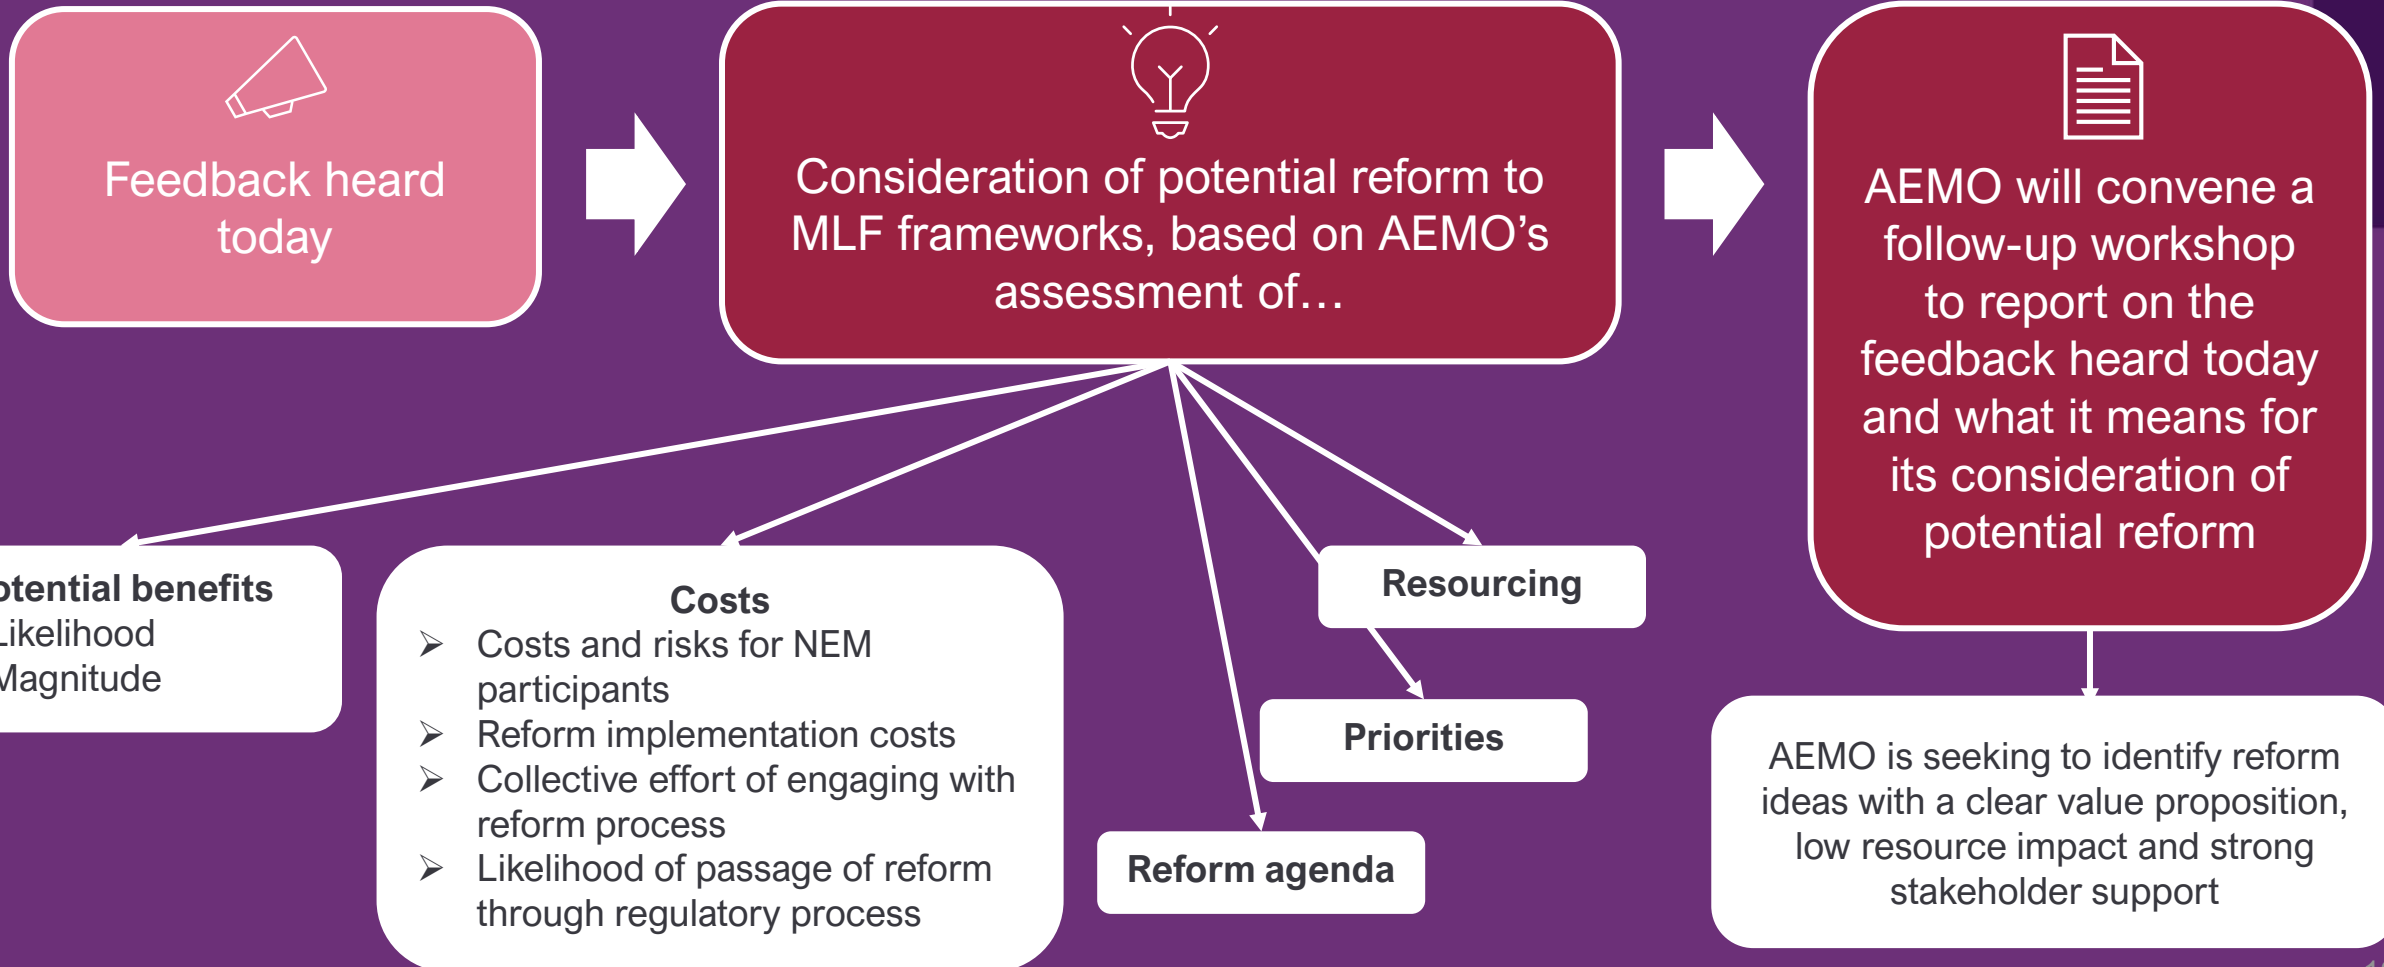 Feedback heard
today
Consideration of potential reform to
MLF frameworks, based on AEMO’s
assessment of…
AEMO will convene a
follow-up workshop
to report on the
feedback heard today
and what it means for
its consideration of
potential reform
otential benefits
Likelihood
Magnitude
Costs
➢ Costs and risks for NEM
participants
➢ Reform implementation costs
➢ Collective effort of engaging with
reform process
➢ Likelihood of passage of reform
through regulatory process
Resourcing
Priorities
Reform agenda
AEMO is seeking to identify reform
ideas with a clear value proposition,
low resource impact and strong
stakeholder support